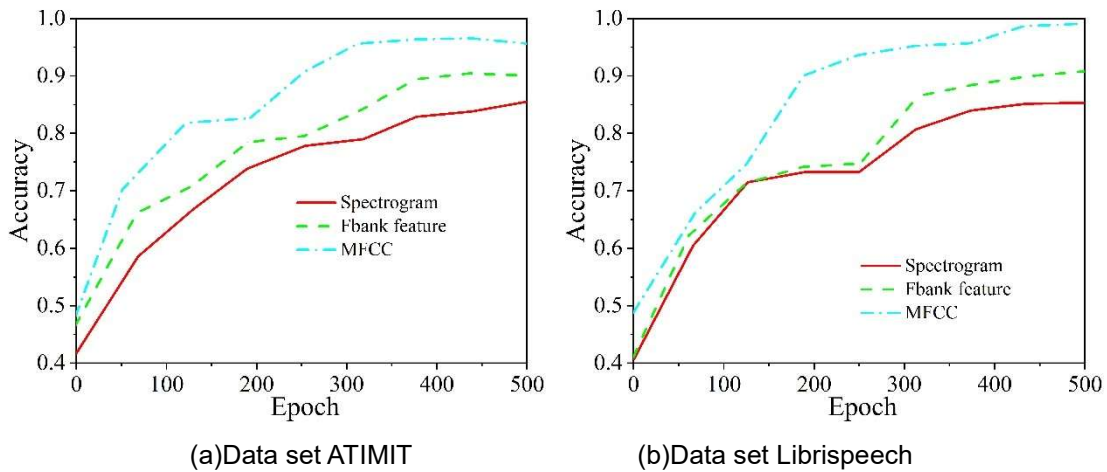 1.0
0.9
0.8
0.7
0.6
0.5
0.4
Accuracy
Spectrogram
Fbank feature
MFCC
0 100 200 300 400 500
Epoch
(a)Data set ATIMIT
1.0
0.9
0.8
0.7
0.6
0.5
0.4
Accuracy
Spectrogram
Fbank feature
MFCC
0 100 200 300 400 500
Epoch
(b)Data set Librispeech